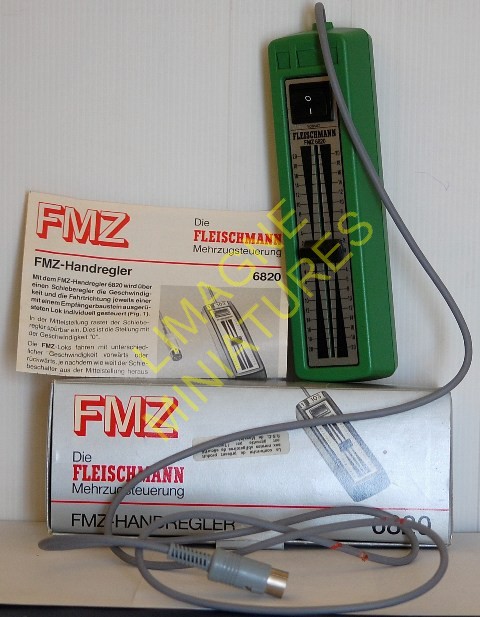 O
I
FLEISCHMANN
FMZ 6820
FMZ
Die
FLEISCHMANN
Mehrzugsteuerung
FMZ-Handregler 6820
Mit dem FMZ-Handregler 6820 wird über
einen Schieberegler die Geschwindig-
keit und die Fahrtrichtung jeweils einer
mit einem Empfängerbaustein ausgerü-
steten Lok individuell gesteuert (Fig. 1).
In der Mittelstellung rastet der Schiebe-
regler spürbar ein. Dies ist die Stellung mit
der Geschwindigkeit "0".
Die FMZ-Loks fahren mit unterschied-
licher Geschwindigkeit vorwärts oder
rückwärts, je nachdem wie weit der Schie-
beschalter aus der Mittelstellung heraus
LIMAGNE
MINIATURES
FMZ
Die
FLEISCHMANN
Mehrzugsteuerung
FMZ-HANDREGLER 6820